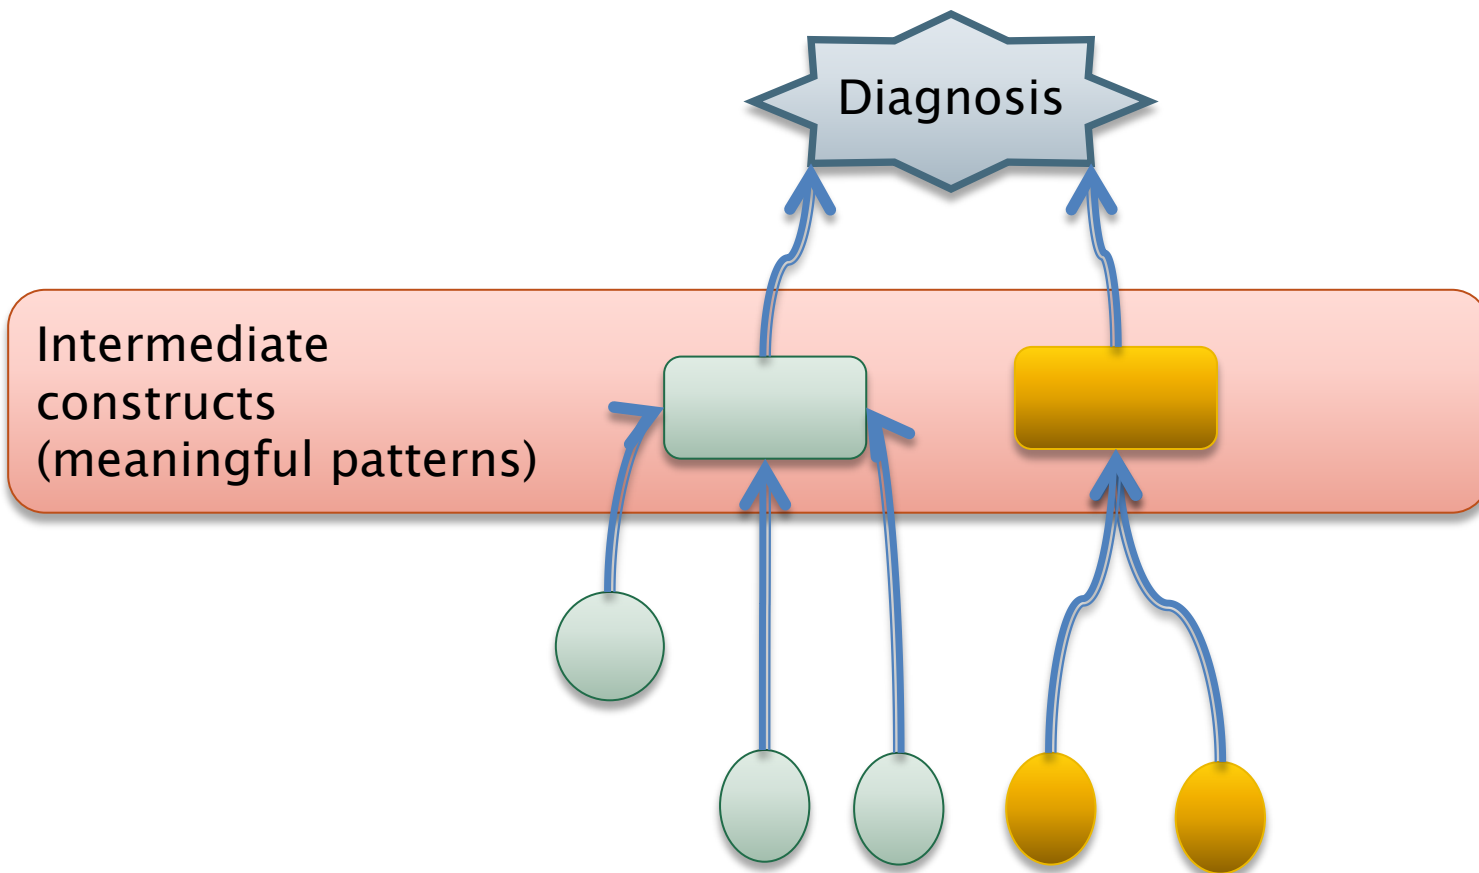 Diagnosis
Intermediate
constructs
(meaningful patterns)